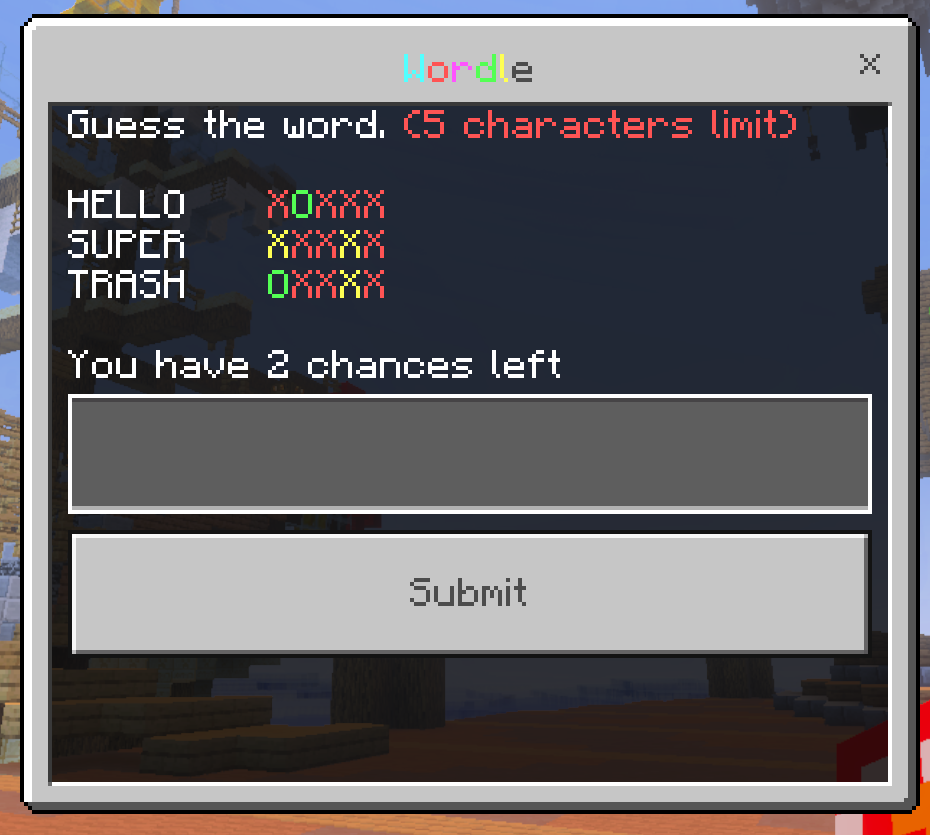 Wordle
X
Guess the word. (5 characters limit)
HELLO XOXXX
SUPER XXXXX
TRASH OXXXX
You have 2 chances left
Submit